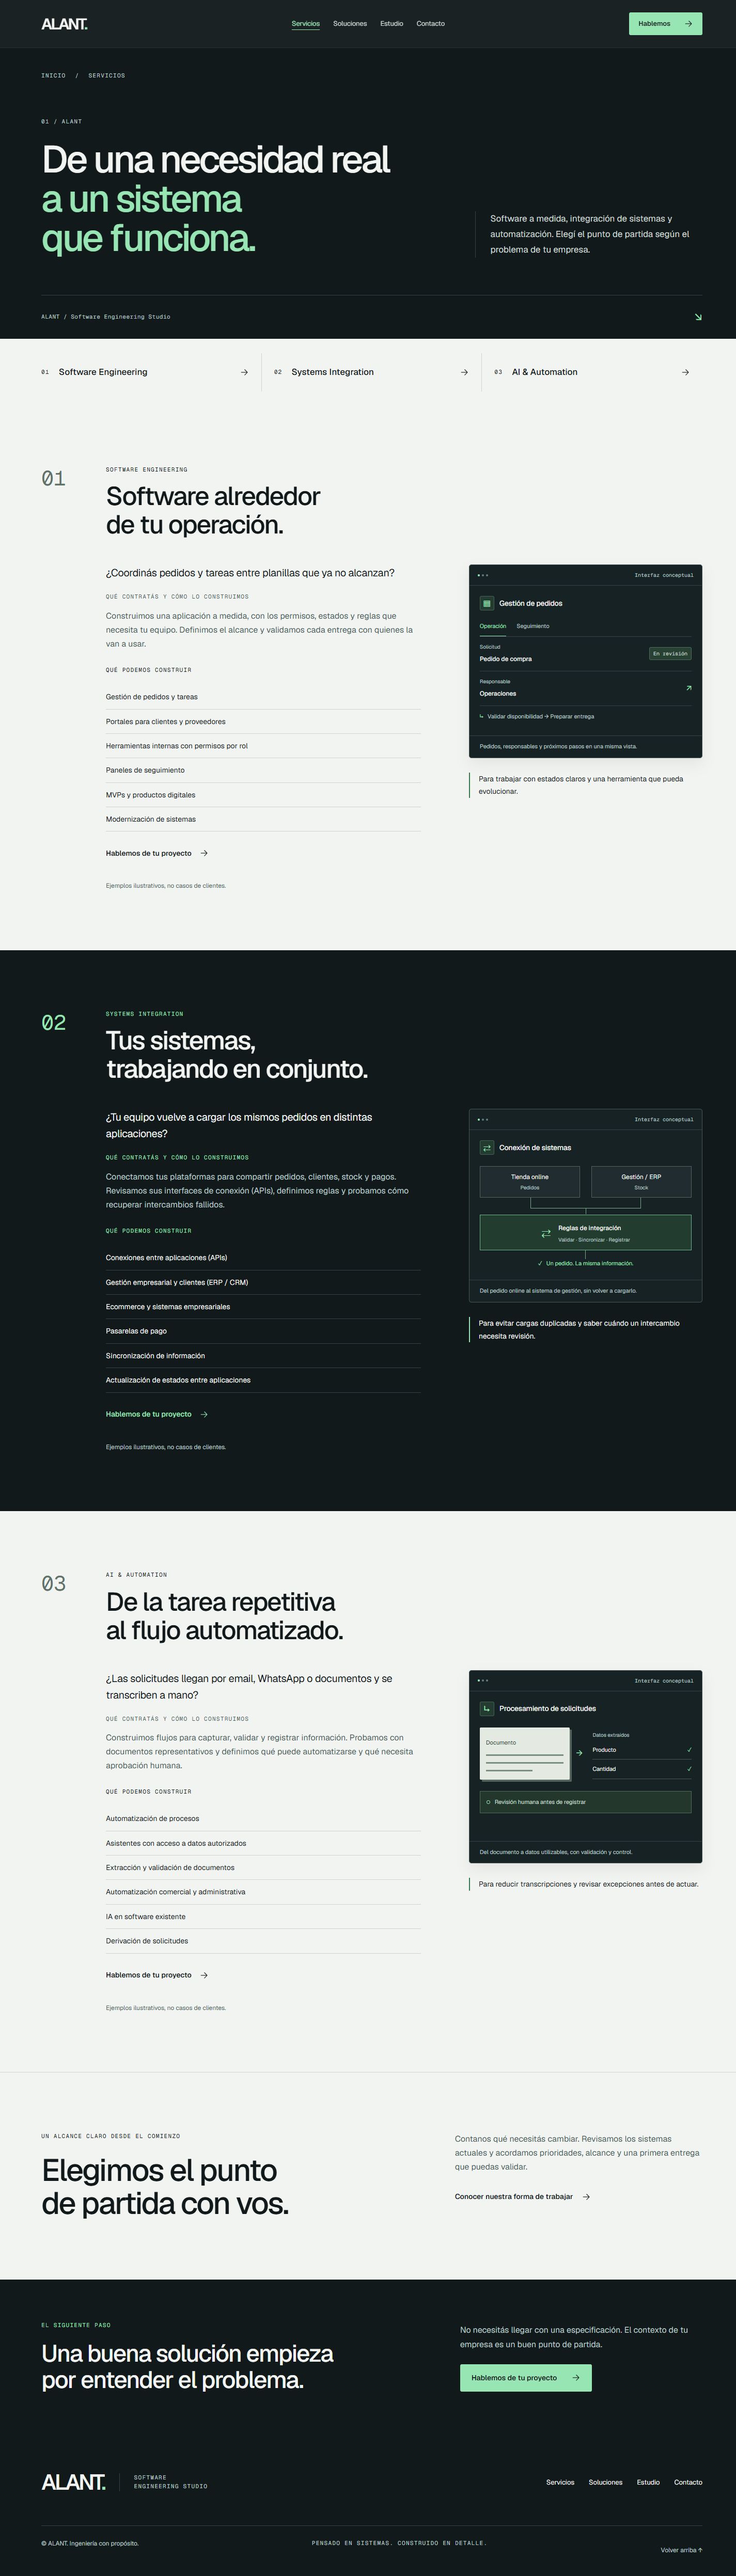 ALANT.
Servicios
Soluciones
Estudio
Contacto
Hablemos →
INICIO / SERVICIOS
01 / ALANT
De una necesidad real
a un sistema
que funciona.
Software a medida, integración de sistemas y
automatización. Elegí el punto de partida según el
problema de tu empresa.
ALANT / Software Engineering Studio ↘
01 Software Engineering →
02 Systems Integration →
03 AI & Automation →
01
SOFTWARE ENGINEERING
Software alrededor
de tu operación.
¿Coordinás pedidos y tareas entre planillas que ya no alcanzan?
QUÉ CONTRATÁS Y CÓMO LO CONSTRUIMOS
Construimos una aplicación a medida, con los permisos, estados y reglas que
necesita tu equipo. Definimos el alcance y validamos cada entrega con quienes la
van a usar.
QUÉ PODEMOS CONSTRUIR
Gestión de pedidos y tareas
Portales para clientes y proveedores
Herramientas internas con permisos por rol
Paneles de seguimiento
MVPs y productos digitales
Modernización de sistemas
Hablemos de tu proyecto →
Ejemplos ilustrativos, no casos de clientes.
Interfaz conceptual
Gestión de pedidos
Operación
Seguimiento
Solicitud
Pedido de compra
En revisión
Responsable
Operaciones
↳ Validar disponibilidad → Preparar entrega
Pedidos, responsables y próximos pasos en una misma vista.
Para trabajar con estados claros y una herramienta que pueda
evolucionar.
02
SYSTEMS INTEGRATION
Tus sistemas,
trabajando en conjunto.
¿Tu equipo vuelve a cargar los mismos pedidos en distintas
aplicaciones?
QUÉ CONTRATÁS Y CÓMO LO CONSTRUIMOS
Conectamos tus plataformas para compartir pedidos, clientes, stock y pagos.
Revisamos sus interfaces de conexión (APIs), definimos reglas y probamos cómo
recuperar intercambios fallidos.
QUÉ PODEMOS CONSTRUIR
Conexiones entre aplicaciones (APIs)
Gestión empresarial y clientes (ERP / CRM)
Ecommerce y sistemas empresariales
Pasarelas de pago
Sincronización de información
Actualización de estados entre aplicaciones
Hablemos de tu proyecto →
Ejemplos ilustrativos, no casos de clientes.
Interfaz conceptual
Conexión de sistemas
Tienda online
Pedidos
Gestión / ERP
Stock
Reglas de integración
Validar · Sincronizar · Registrar
✓ Un pedido. La misma información.
Del pedido online al sistema de gestión, sin volver a cargarlo.
Para evitar cargas duplicadas y saber cuándo un intercambio
necesita revisión.
03
AI & AUTOMATION
De la tarea repetitiva
al flujo automatizado.
¿Las solicitudes llegan por email, WhatsApp o documentos y se
transcriben a mano?
QUÉ CONTRATÁS Y CÓMO LO CONSTRUIMOS
Construimos flujos para capturar, validar y registrar información. Probamos con
documentos representativos y definimos qué puede automatizarse y qué necesita
aprobación humana.
QUÉ PODEMOS CONSTRUIR
Automatización de procesos
Asistentes con acceso a datos autorizados
Extracción y validación de documentos
Automatización comercial y administrativa
IA en software existente
Derivación de solicitudes
Hablemos de tu proyecto →
Ejemplos ilustrativos, no casos de clientes.
Interfaz conceptual
Procesamiento de solicitudes
Documento
Datos extraídos
Producto ✓
Cantidad ✓
Revisión humana antes de registrar
Del documento a datos utilizables, con validación y control.
Para reducir transcripciones y revisar excepciones antes de actuar.
UN ALCANCE CLARO DESDE EL COMIENZO
Elegimos el punto
de partida con vos.
Contanos qué necesitás cambiar. Revisamos los sistemas
actuales y acordamos prioridades, alcance y una primera entrega
que puedas validar.
Conocer nuestra forma de trabajar →
EL SIGUIENTE PASO
Una buena solución empieza
por entender el problema.
No necesitás llegar con una especificación. El contexto de tu
empresa es un buen punto de partida.
Hablemos de tu proyecto →
ALANT.
SOFTWARE
ENGINEERING STUDIO
Servicios
Soluciones
Estudio
Contacto
© ALANT. Ingeniería con propósito.
PENSADO EN SISTEMAS. CONSTRUIDO EN DETALLE.
Volver arriba ↑